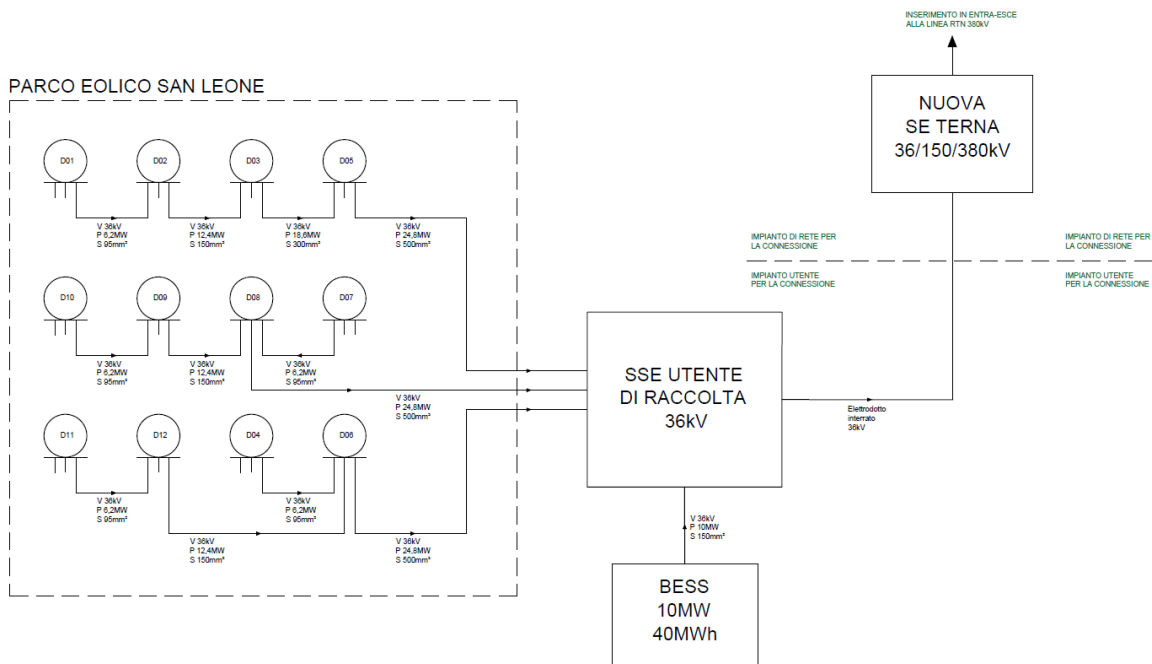 INSERIMENTO IN ENTRA-ESCE
ALLA LINEA RTN 380kV
NUOVA
SE TERNA
36/150/380kV
PARCO EOLICO SAN LEONE
D01
D02
D03
D05
V 36kV
P 6,2MW
S 95mm²
V 36kV
P 12,4MW
S 150mm²
V 36kV
P 18,6MW
S 300mm²
V 36kV
P 24,8MW
S 500mm²
IMPIANTO DI RETE PER
LA CONNESSIONE
IMPIANTO DI RETE PER
LA CONNESSIONE
IMPIANTO UTENTE
PER LA CONNESSIONE
IMPIANTO UTENTE
PER LA CONNESSIONE
D10
D09
D08
D07
V 36kV
P 6,2MW
S 95mm²
V 36kV
P 12,4MW
S 150mm²
V 36kV
P 6,2MW
S 95mm²
V 36kV
P 24,8MW
S 500mm²
SSE UTENTE
DI RACCOLTA
36kV
Elettrodotto
interrato
36kV
D11
D12
D04
D06
V 36kV
P 6,2MW
S 95mm²
V 36kV
P 6,2MW
S 95mm²
V 36kV
P 12,4MW
S 150mm²
V 36kV
P 24,8MW
S 500mm²
V 36kV
P 10MW
S 150mm²
BESS
10MW
40MWh